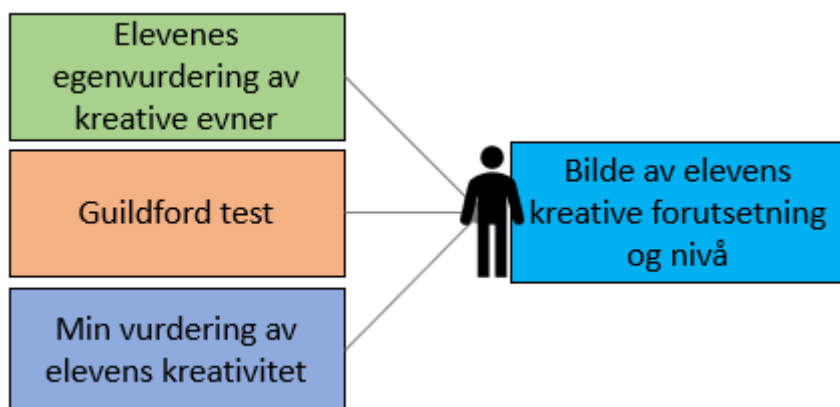 Elevenes
egenvurdering av
kreative evner
Guildford test
Min vurdering av
elevens kreativitet
Bilde av elevens
kreative forutsetning
og nivå